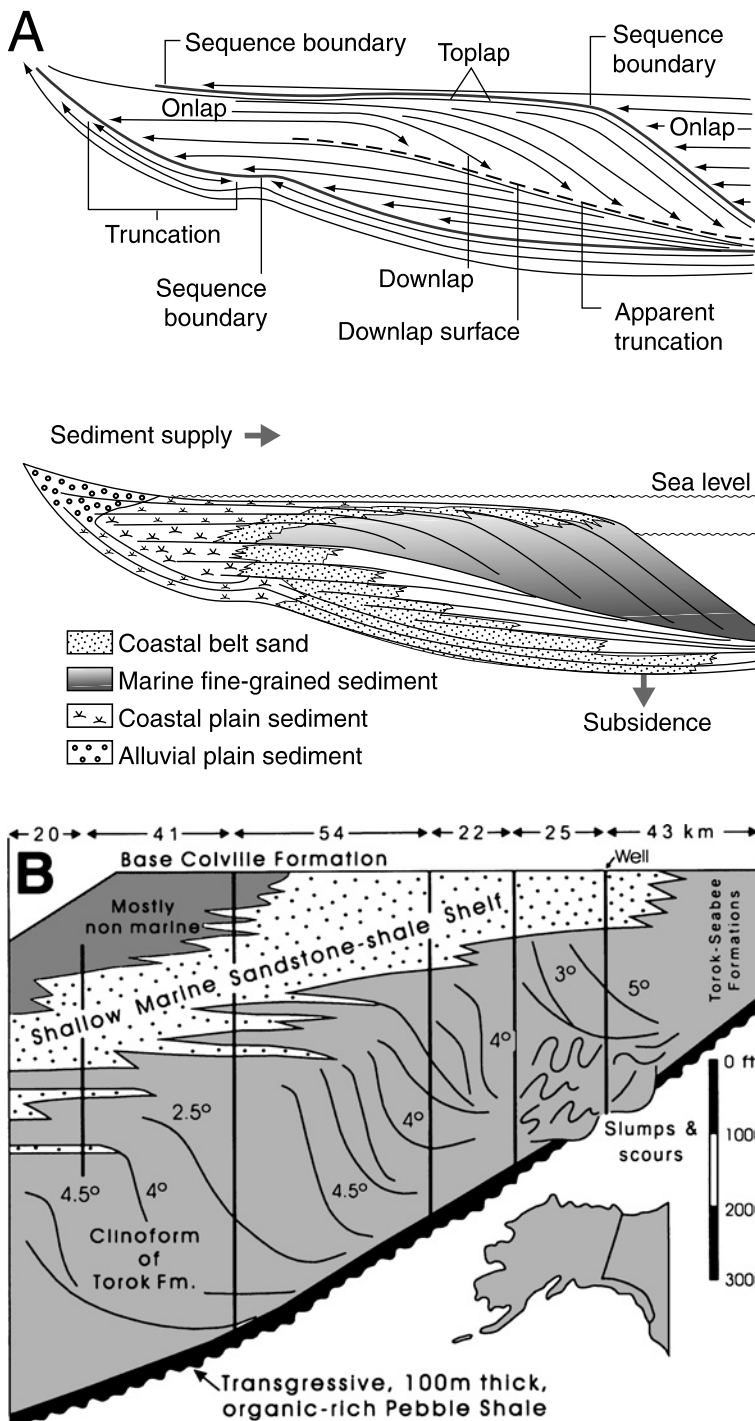 A
Sequence boundary
Toplap
Sequence
boundary
Onlap
Onlap
Truncation
Sequence
boundary
Downlap
Downlap surface
Apparent
truncation
Sediment supply
Sea level
Coastal belt sand
Marine fine-grained sediment
Coastal plain sediment
Alluvial plain sediment
Subsidence
20 41 54 22 25 43 km
B
Base Colville Formation
Well
Mostly
non marine
Shallow Marine Sandstone-shale Shelf
Torok-Seabee
Formations
3° 5°
4°
2.5°
4°
4.5° 4° 4.5°
Clinoform
of
Torok Fm.
Slumps &
scours
0 ft
100
200
300
Transgressive, 100m thick,
organic-rich Pebble Shale